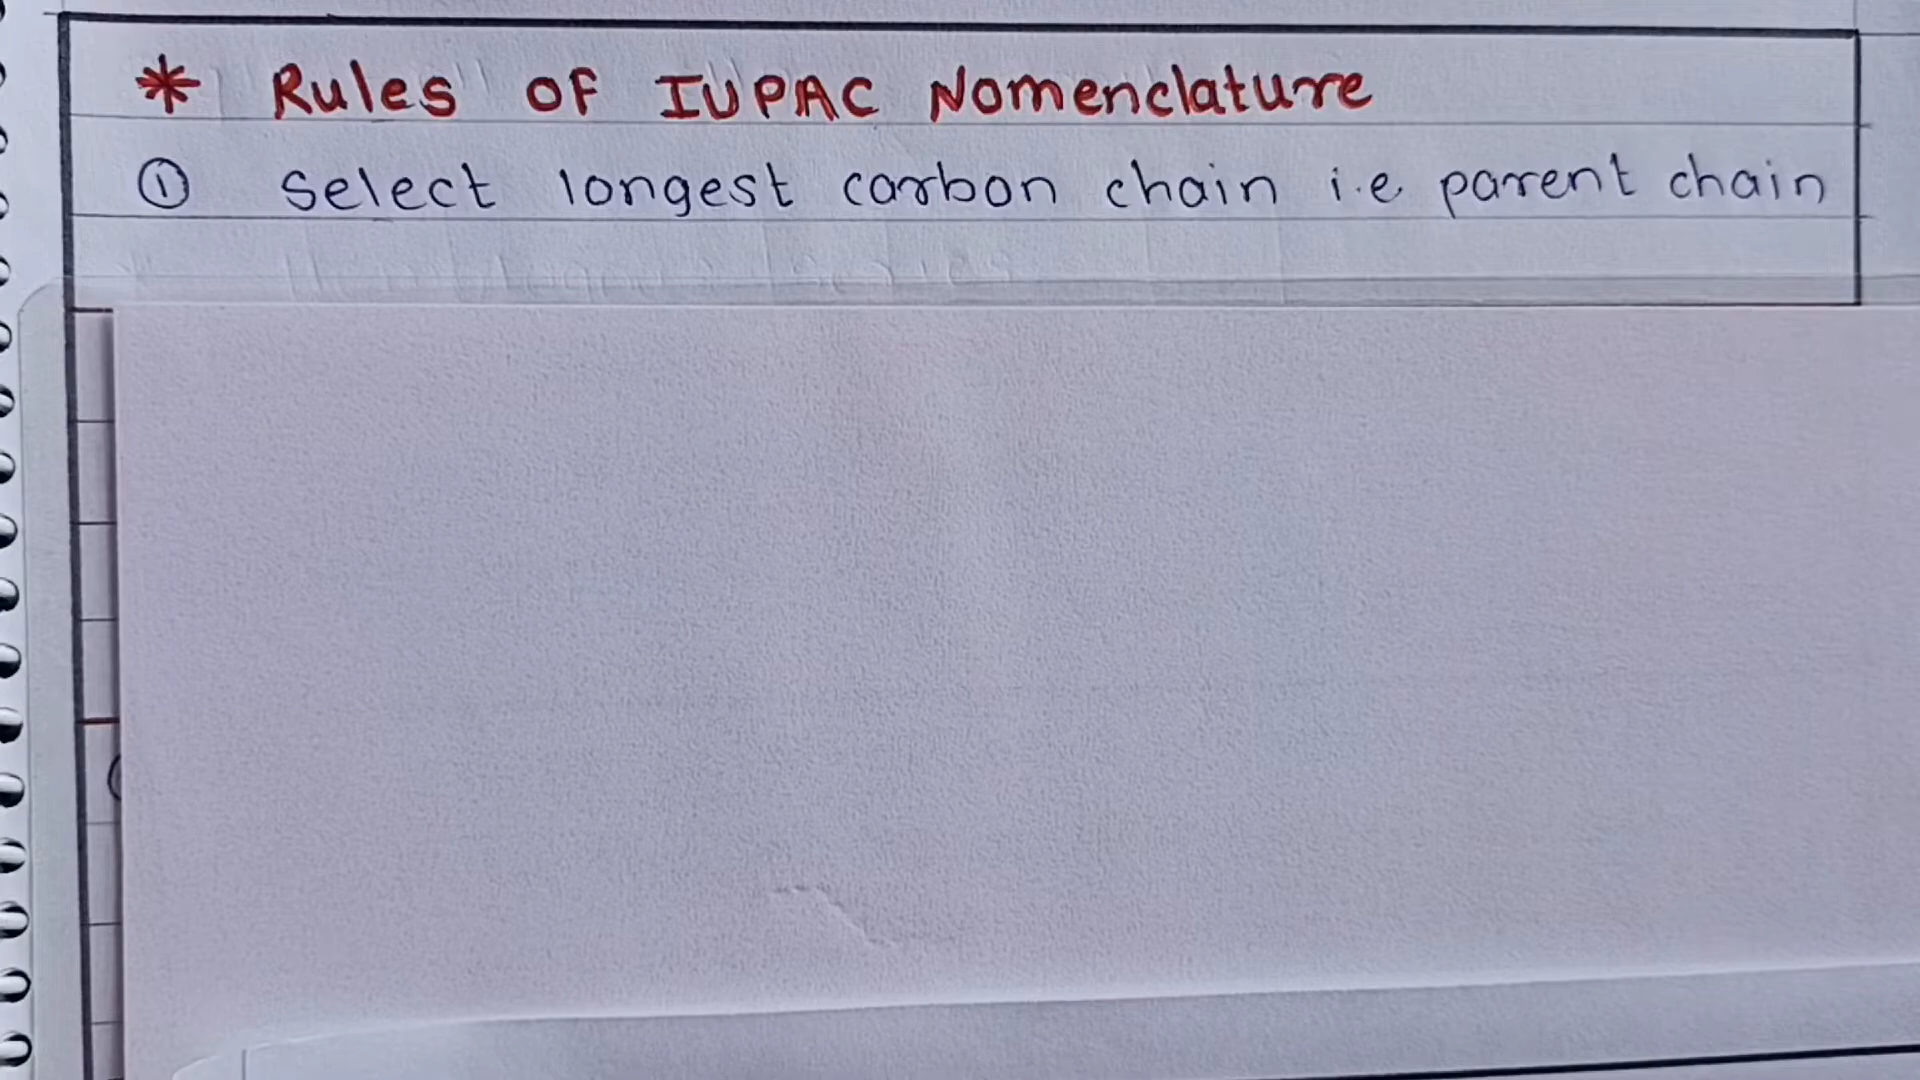 * Rules OF IUPAC Nomenclature
① Select longest carbon chain i.e parent chain